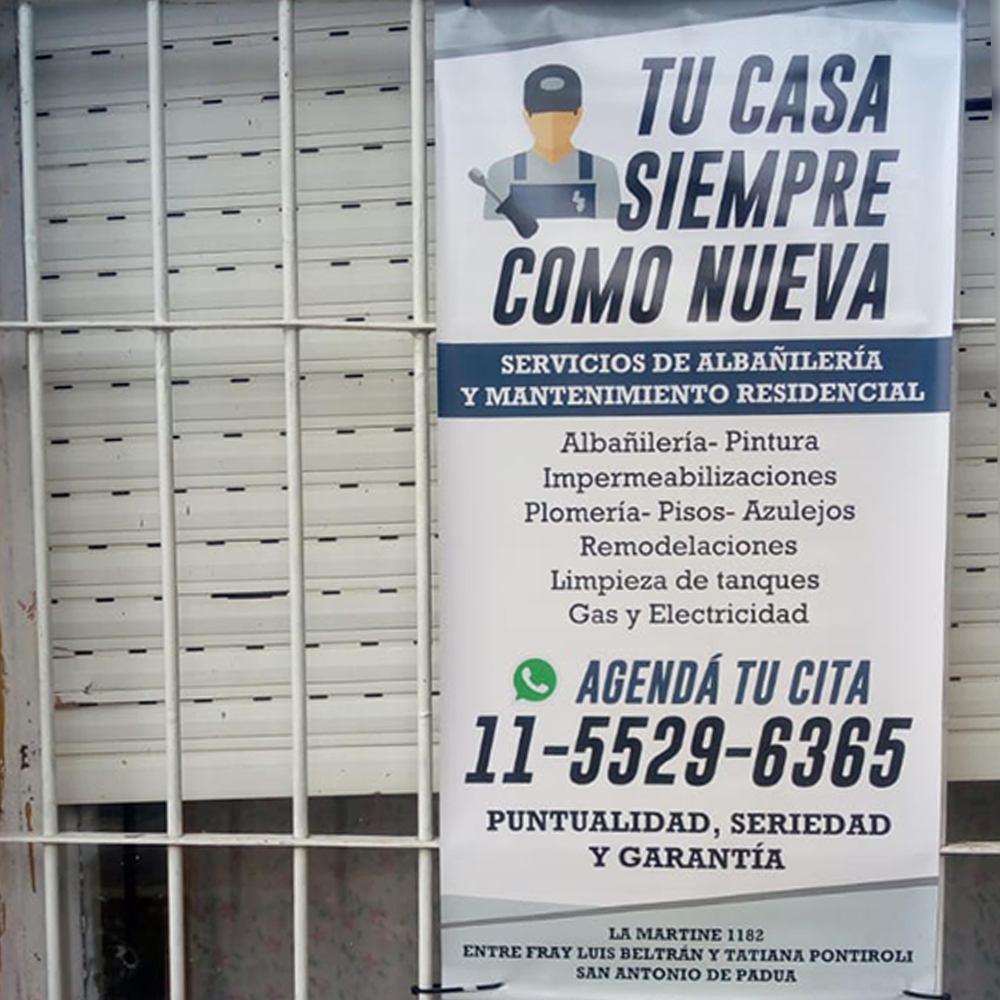 TU CASA
SIEMPRE
COMO NUEVA
SERVICIOS DE ALBAÑILERÍA
Y MANTENIMIENTO RESIDENCIAL
Albañilería- Pintura
Impermeabilizaciones
Plomería- Pisos- Azulejos
Remodelaciones
Limpieza de tanques
Gas y Electricidad
AGENDÁ TU CITA
11-5529-6365
PUNTUALIDAD, SERIEDAD
Y GARANTÍA
LA MARTINE 1182
ENTRE FRAY LUIS BELTRÁN Y TATIANA PONTIROLI
SAN ANTONIO DE PADUA